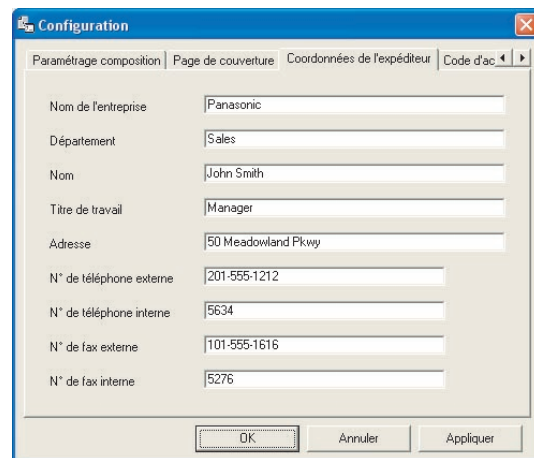 Configuration
Paramétrage composition Page de couverture Coordonnées de l'expéditeur Code d'ac
Nom de l'entreprise Panasonic
Département Sales
Nom John Smith
Titre de travail Manager
Adresse 50 Meadowland Pkwy
N° de téléphone externe 201-555-1212
N° de téléphone interne 5634
N° de fax externe 101-555-1616
N° de fax interne 5276
OK Annuler Appliquer